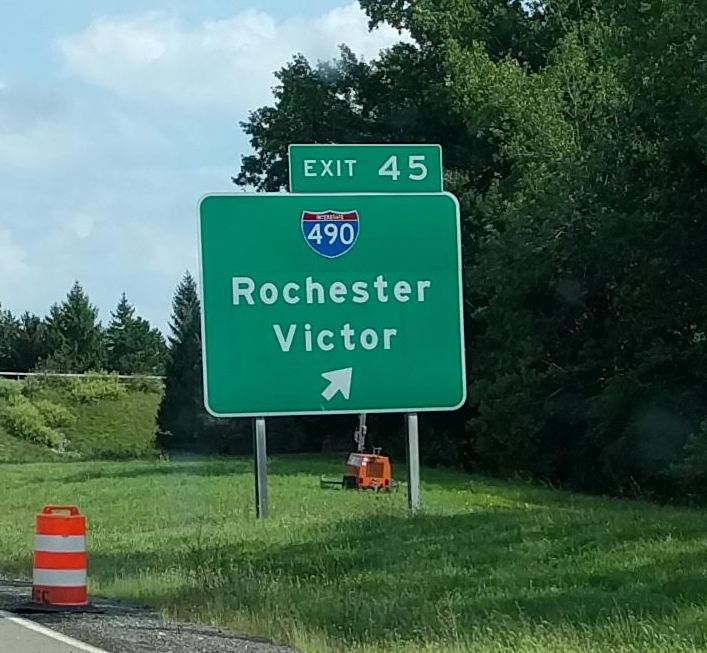 EXIT 45
INTERSTATE
490
Rochester
Victor